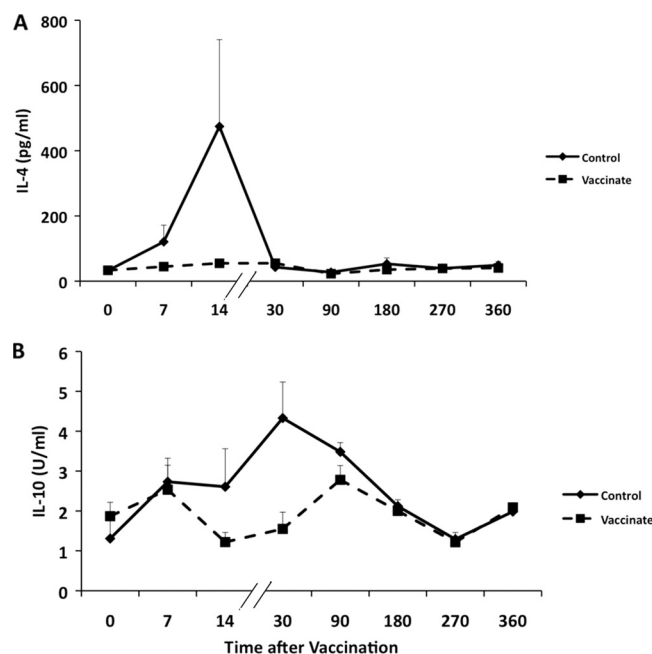 A
800
600
400
200
0
IL-4 (pg/ml)
Control
Vaccinate
0 7 14 30 90 180 270 360
B
6
5
4
3
2
1
0
IL-10 (U/ml)
Control
Vaccinate
0 7 14 30 90 180 270 360
Time after Vaccination